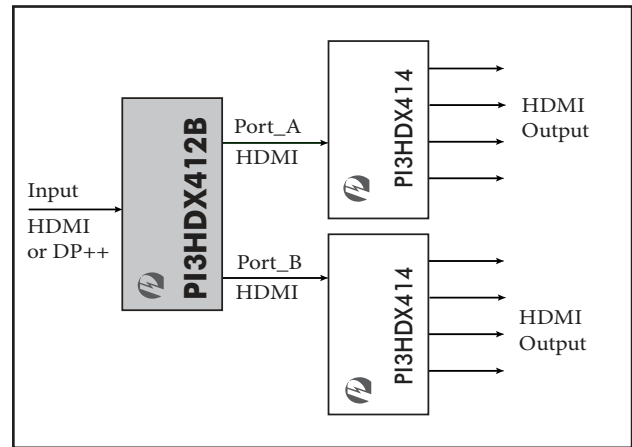 Input
HDMI
or DP++
PI3HDX412B
Port_A
HDMI
PI3HDX414
HDMI
Output
Port_B
HDMI
PI3HDX414
HDMI
Output